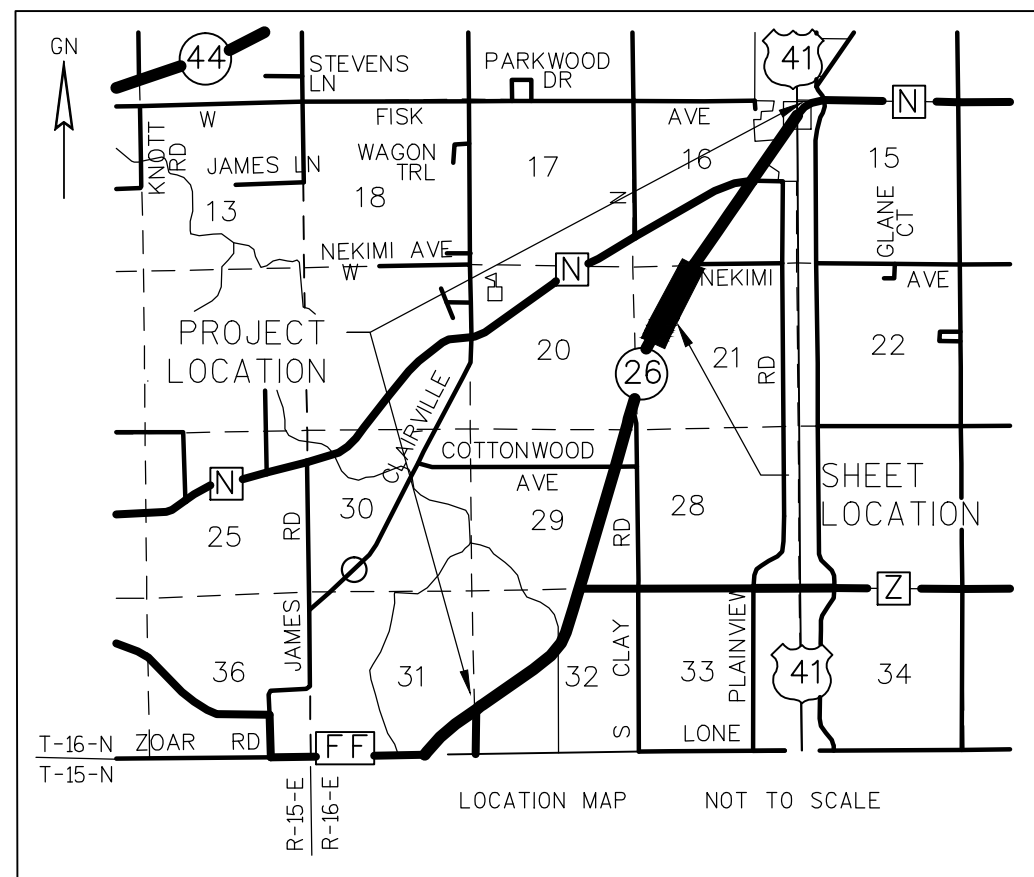 GN
44
STEVENS
LN
PARKWOOD
DR
41
N
W
FISK
AVE
KNOTT
RD
JAMES LN
WAGON
TRL
17
16
15
13
18
N
GLANE
CT
NEKIMI AVE
W
N
NEKIMI
AVE
PROJECT
LOCATION
20
21
22
26
RD
CLAIRVILLE
COTTONWOOD
AVE
SHEET
LOCATION
N
25
RD
30
29
RD
28
Z
JAMES
36
31
32
CLAY
33
PLAINVIEW
41
34
S
LONE
T-16-N
ZOAR RD
FF
T-15-N
R-15-E
R-16-E
LOCATION MAP
NOT TO SCALE